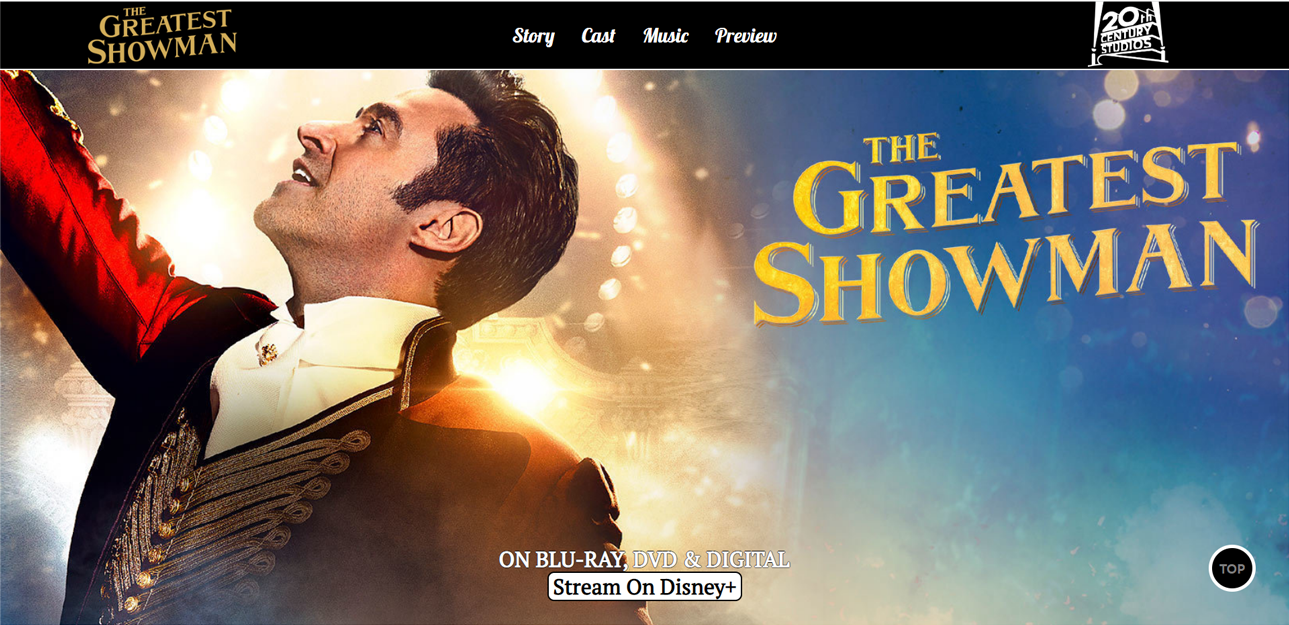 THE
GREATEST
SHOWMAN
Story Cast Music Preview
20th
CENTURY
STUDIOS
THE
GREATEST
SHOWMAN
ON BLU-RAY, DVD & DIGITAL
Stream On Disney+
TOP